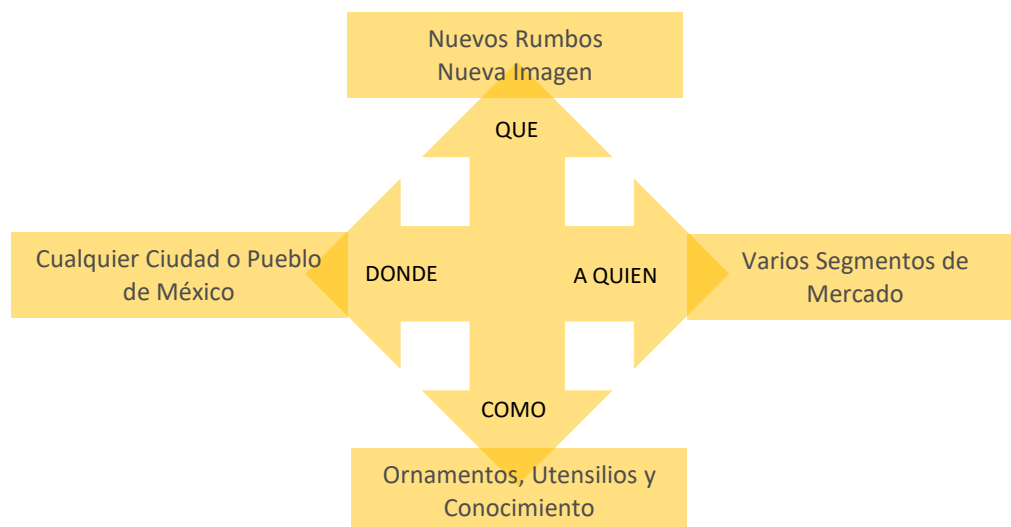 Nuevos Rumbos
Nueva Imagen
QUE
Cualquier Ciudad o Pueblo
de México
DONDE
A QUIEN
Varios Segmentos de
Mercado
COMO
Ornamentos, Utensilios y
Conocimiento